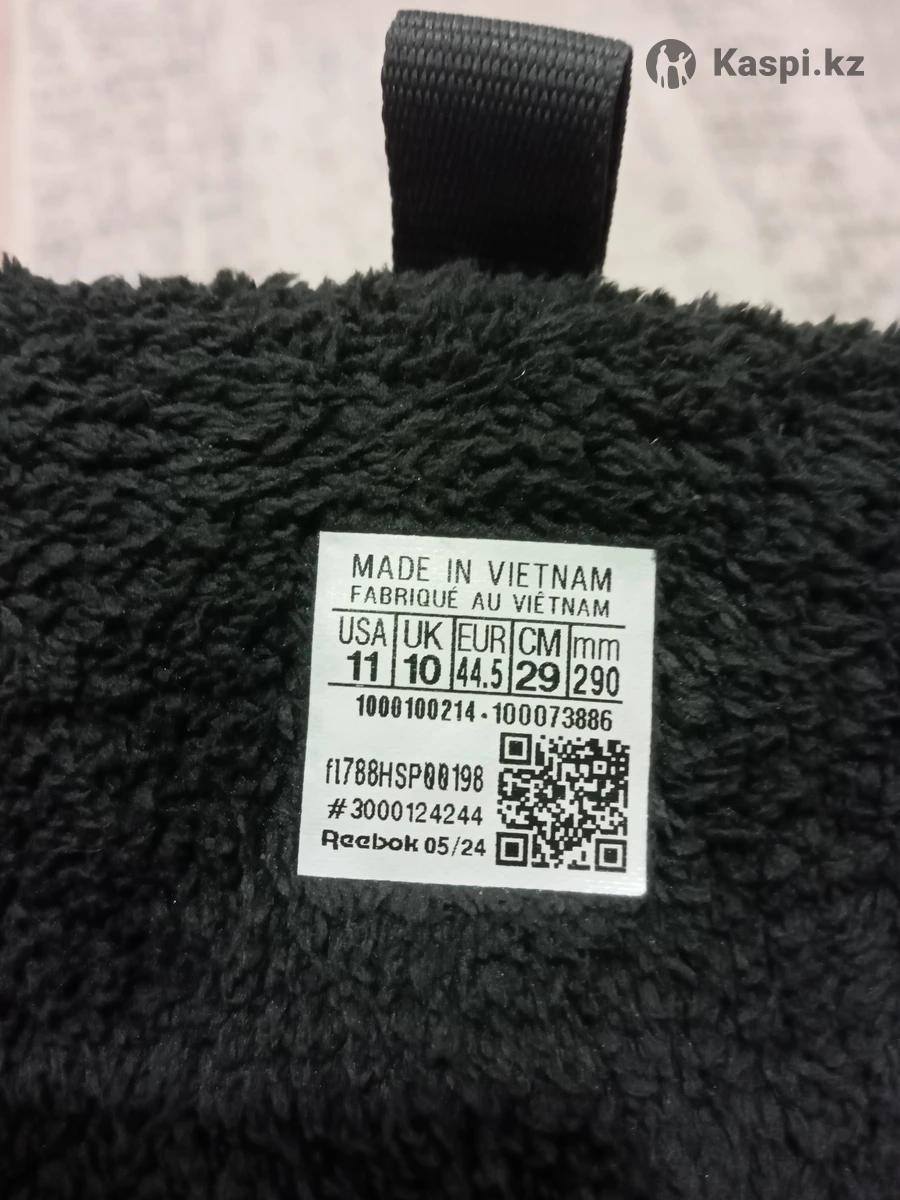 Kaspi.kz
MADE IN VIETNAM
FABRIQUÉ AU VIÊTNAM
USA UK EUR CM mm
11 10 44.5 29 290
1000100214-100073886
fl788HSP00198
#3000124244
Reebok 05/24